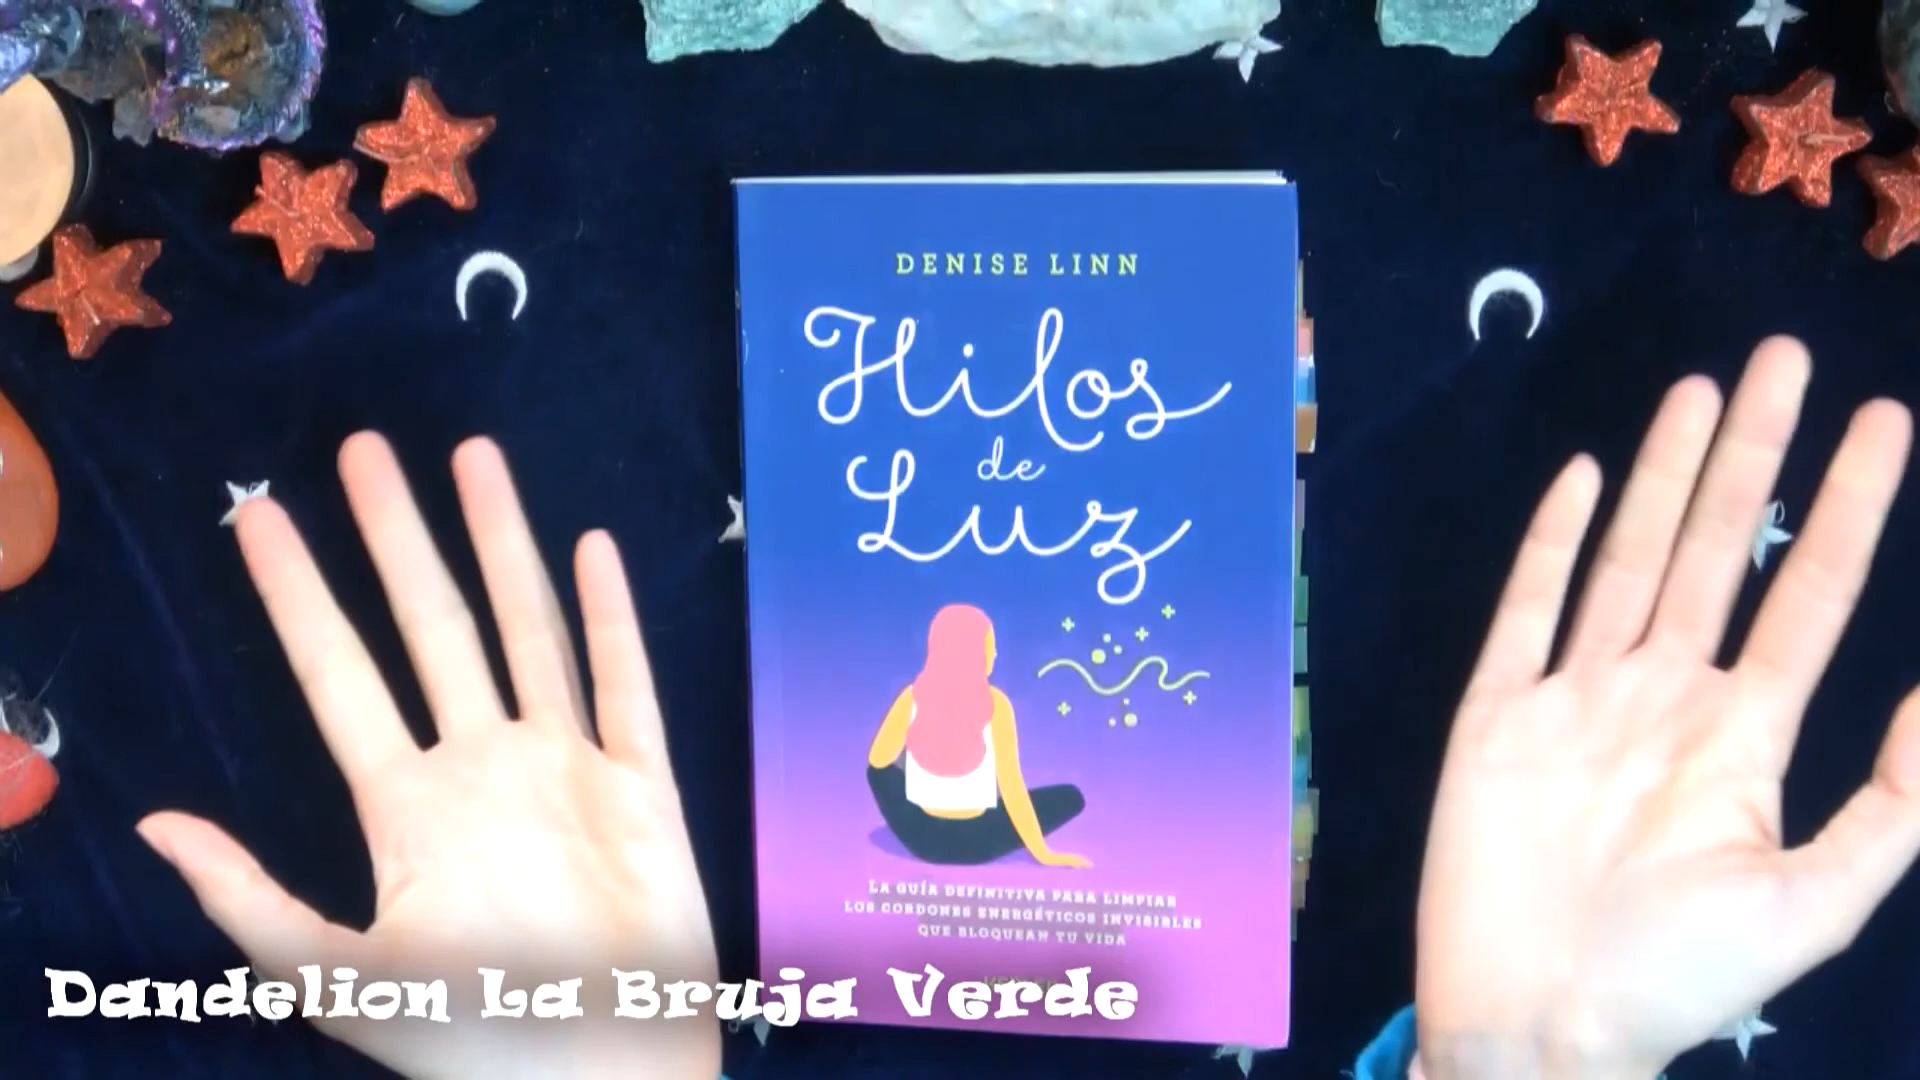 DENISE LINN
Hilos
de
Luz
LA GUÍA DEFINITIVA PARA LIMPIAR
LOS CORDONES ENERGÉTICOS INVISIBLES
QUE BLOQUEAN TU VIDA
Dandelion La Bruja Verde